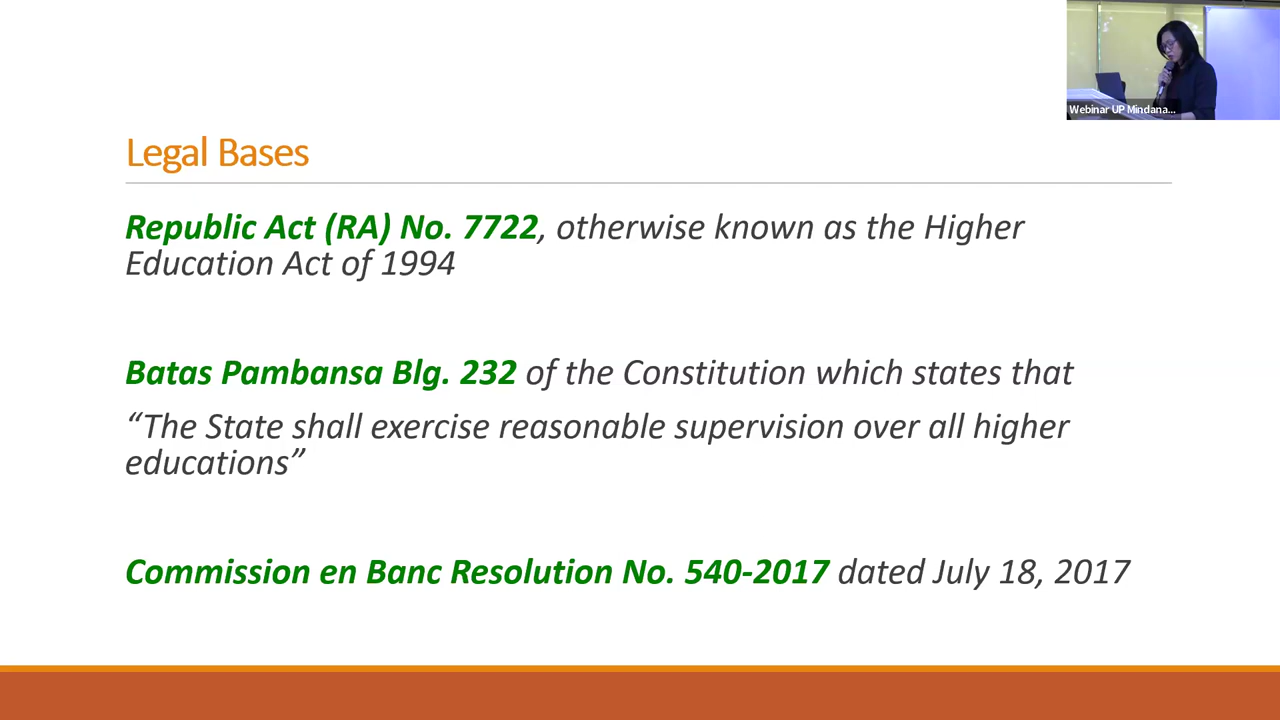 Webinar UP Mindana...
Legal Bases
Republic Act (RA) No. 7722, otherwise known as the Higher
Education Act of 1994
Batas Pambansa Blg. 232 of the Constitution which states that
“The State shall exercise reasonable supervision over all higher
educations”
Commission en Banc Resolution No. 540-2017 dated July 18, 2017